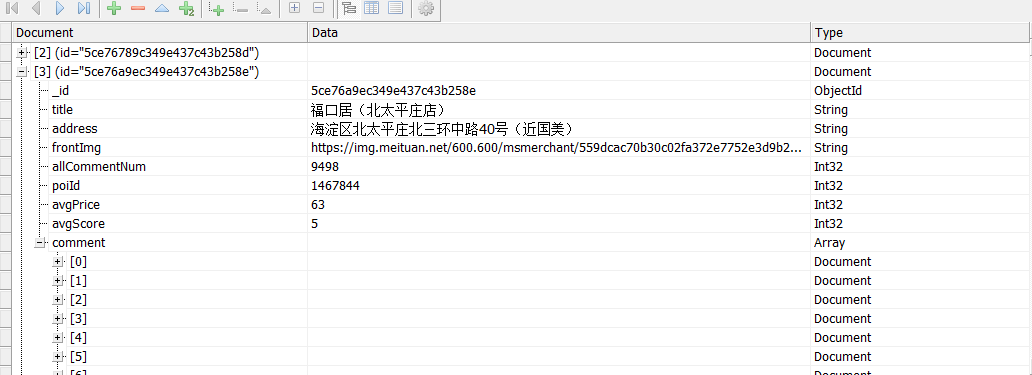 Document Data Type
[2] (id="5ce76789c349e437c43b258d") Document
[3] (id="5ce76a9ec349e437c43b258e") Document
_id 5ce76a9ec349e437c43b258e ObjectId
title 福口居（北太平庄店） String
address 海淀区北太平庄北三环中路40号（近国美） String
frontImg https://img.meituan.net/600.600/msmerchant/559dcac70b30c02fa372e7752e3d9b2... String
allCommentNum 9498 Int32
poiId 1467844 Int32
avgPrice 63 Int32
avgScore 5 Int32
comment Array
[0] Document
[1] Document
[2] Document
[3] Document
[4] Document
[5] Document